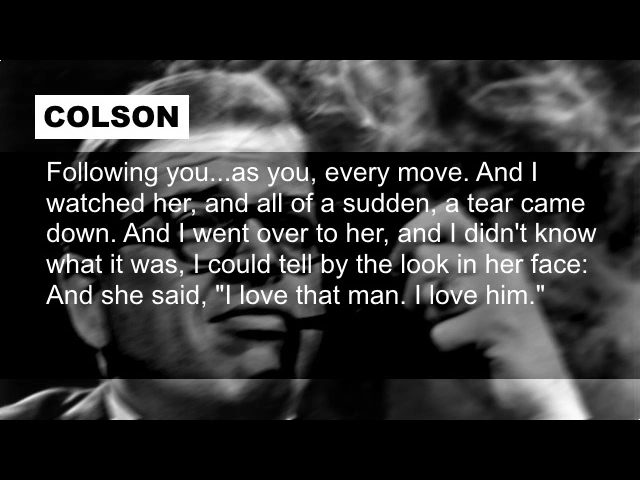 COLSON
Following you...as you, every move. And I
watched her, and all of a sudden, a tear came
down. And I went over to her, and I didn't know
what it was, I could tell by the look in her face:
And she said, "I love that man. I love him."